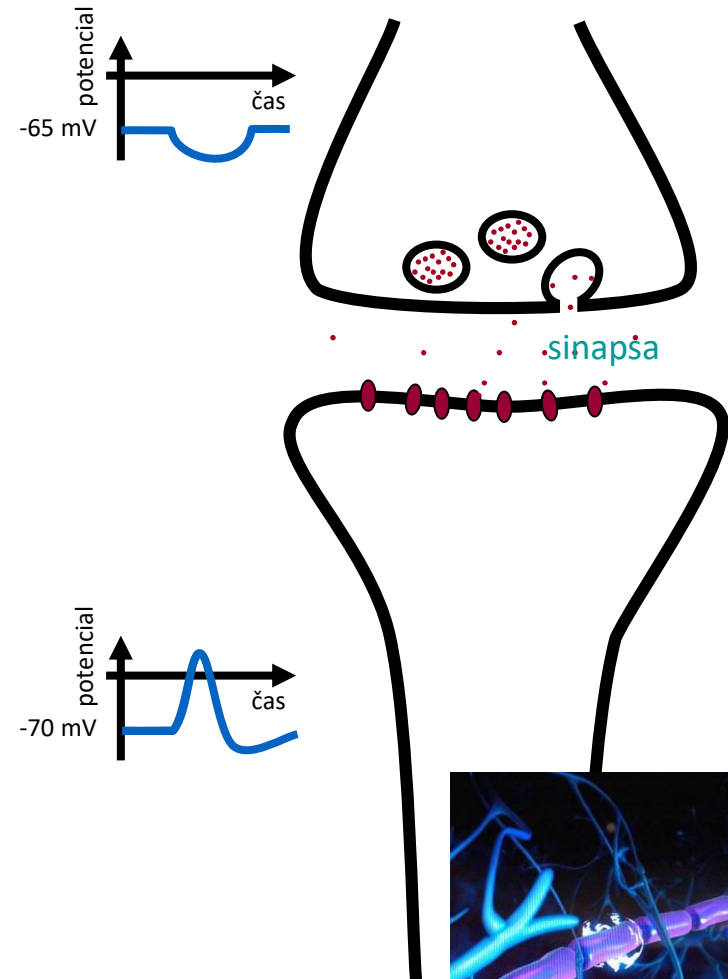 potencial
čas
-65 mV
sinapsa
potencial
čas
-70 mV